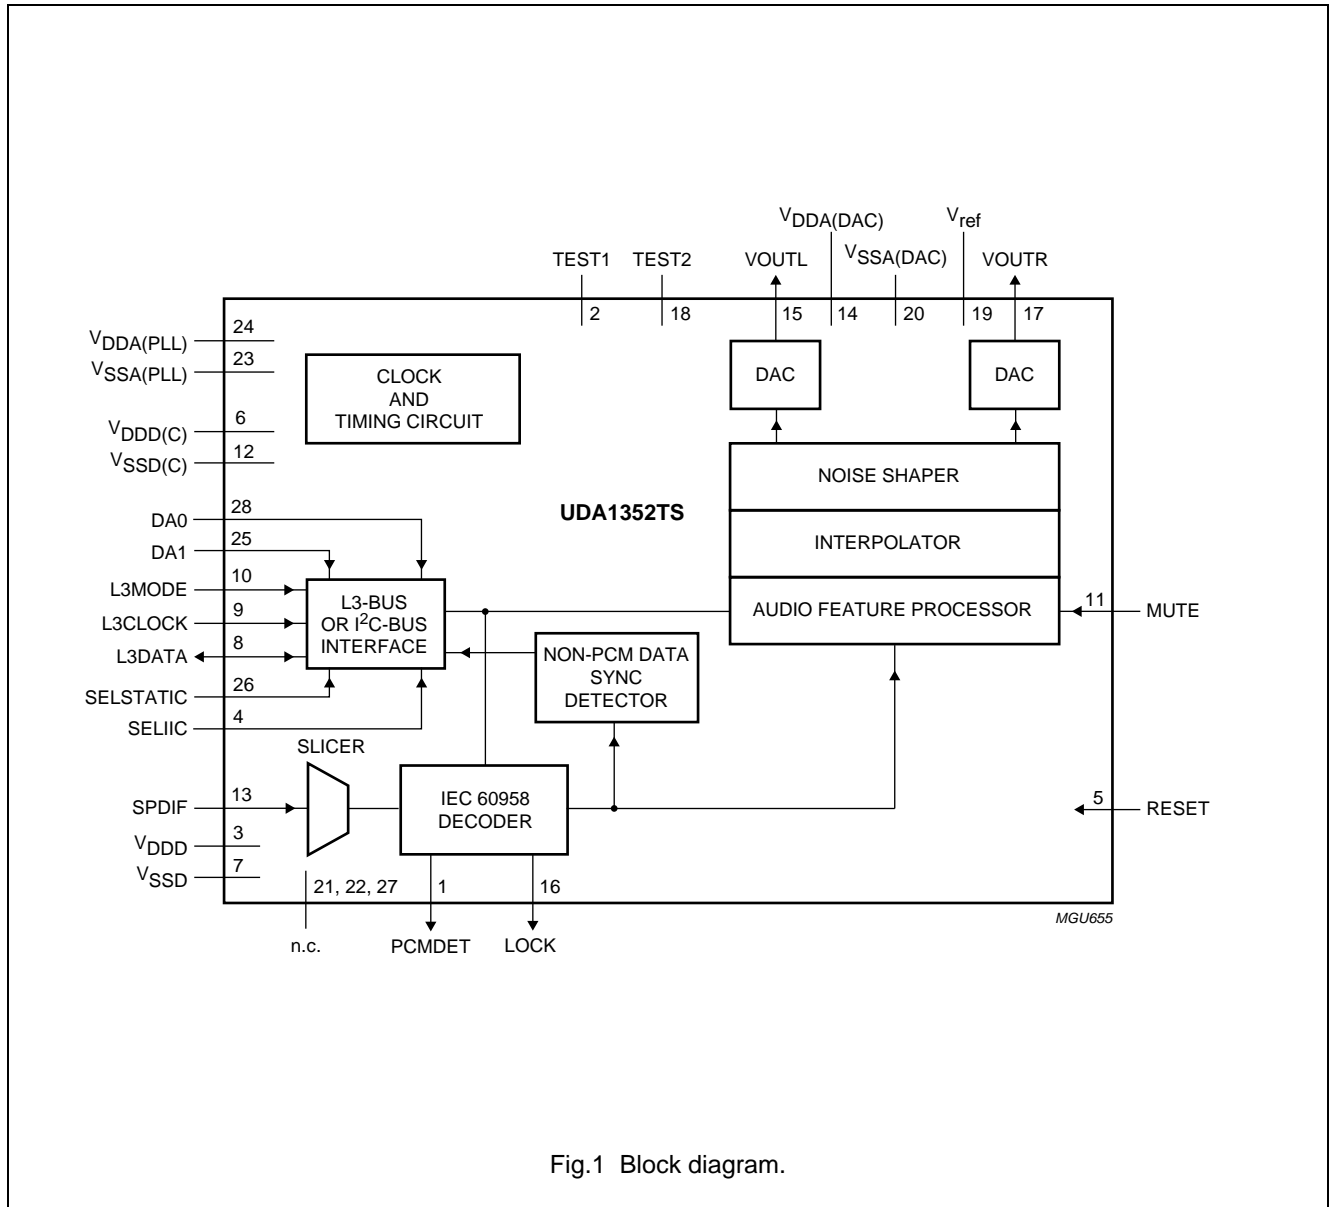 VDDA(DAC)
Vref
TEST1
TEST2
VOUTL
VSSA(DAC)
VOUTR
2
18
15
14
20
19
17
VDDA(PLL)
24
VSSA(PLL)
23
CLOCK
AND
TIMING CIRCUIT
DAC
DAC
VDDD(C)
6
VSSD(C)
12
NOISE SHAPER
DA0
28
UDA1352TS
DA1
25
INTERPOLATOR
L3MODE
10
L3CLOCK
9
L3DATA
8
L3-BUS
OR I²C-BUS
INTERFACE
AUDIO FEATURE PROCESSOR
11
MUTE
NON-PCM DATA
SYNC
DETECTOR
SELSTATIC
26
SELIIC
4
SLICER
SPDIF
13
IEC 60958
DECODER
5
RESET
VDDD
3
VSSD
7
21, 22, 27
1
16
n.c.
PCMDET
LOCK
MGU655
Fig.1 Block diagram.